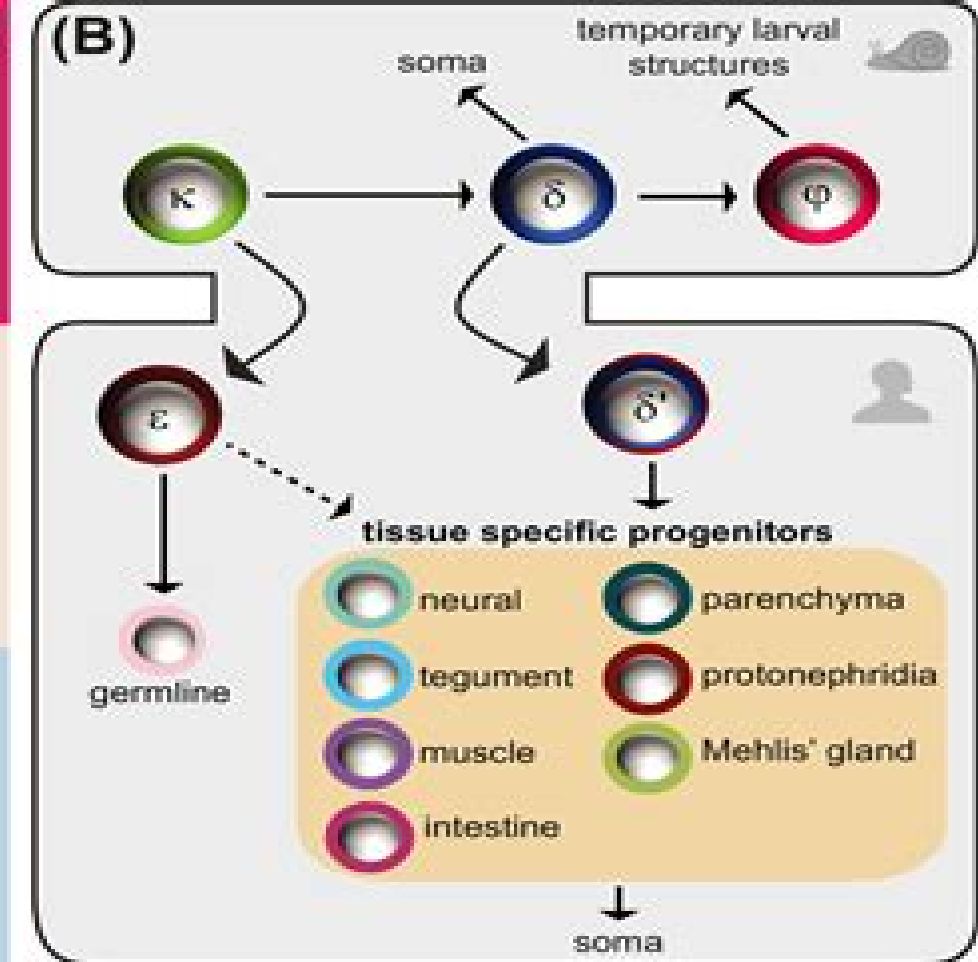 (B)
soma
temporary larval
structures
κ
δ
φ
ε
δ'
tissue specific progenitors
neural
parenchyma
tegument
protonephridia
muscle
Mehlis' gland
intestine
germline
soma